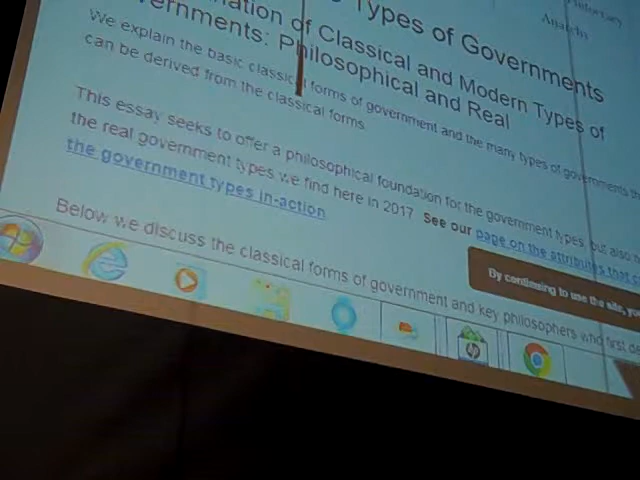 Types of Governments
of Classical and Modern Types of
Governments: Philosophical and Real
We explain the basic classical forms of government and the many types of governments
can be derived from the classical forms.
This essay seeks to offer a philosophical foundation for the government types, but also
the real government types we find here in 2017. See our page on the attributes that
the government types in-action
Below we discuss the classical forms of government and key philosophers who first
By continuing to use the site, you
Anarchy
hp